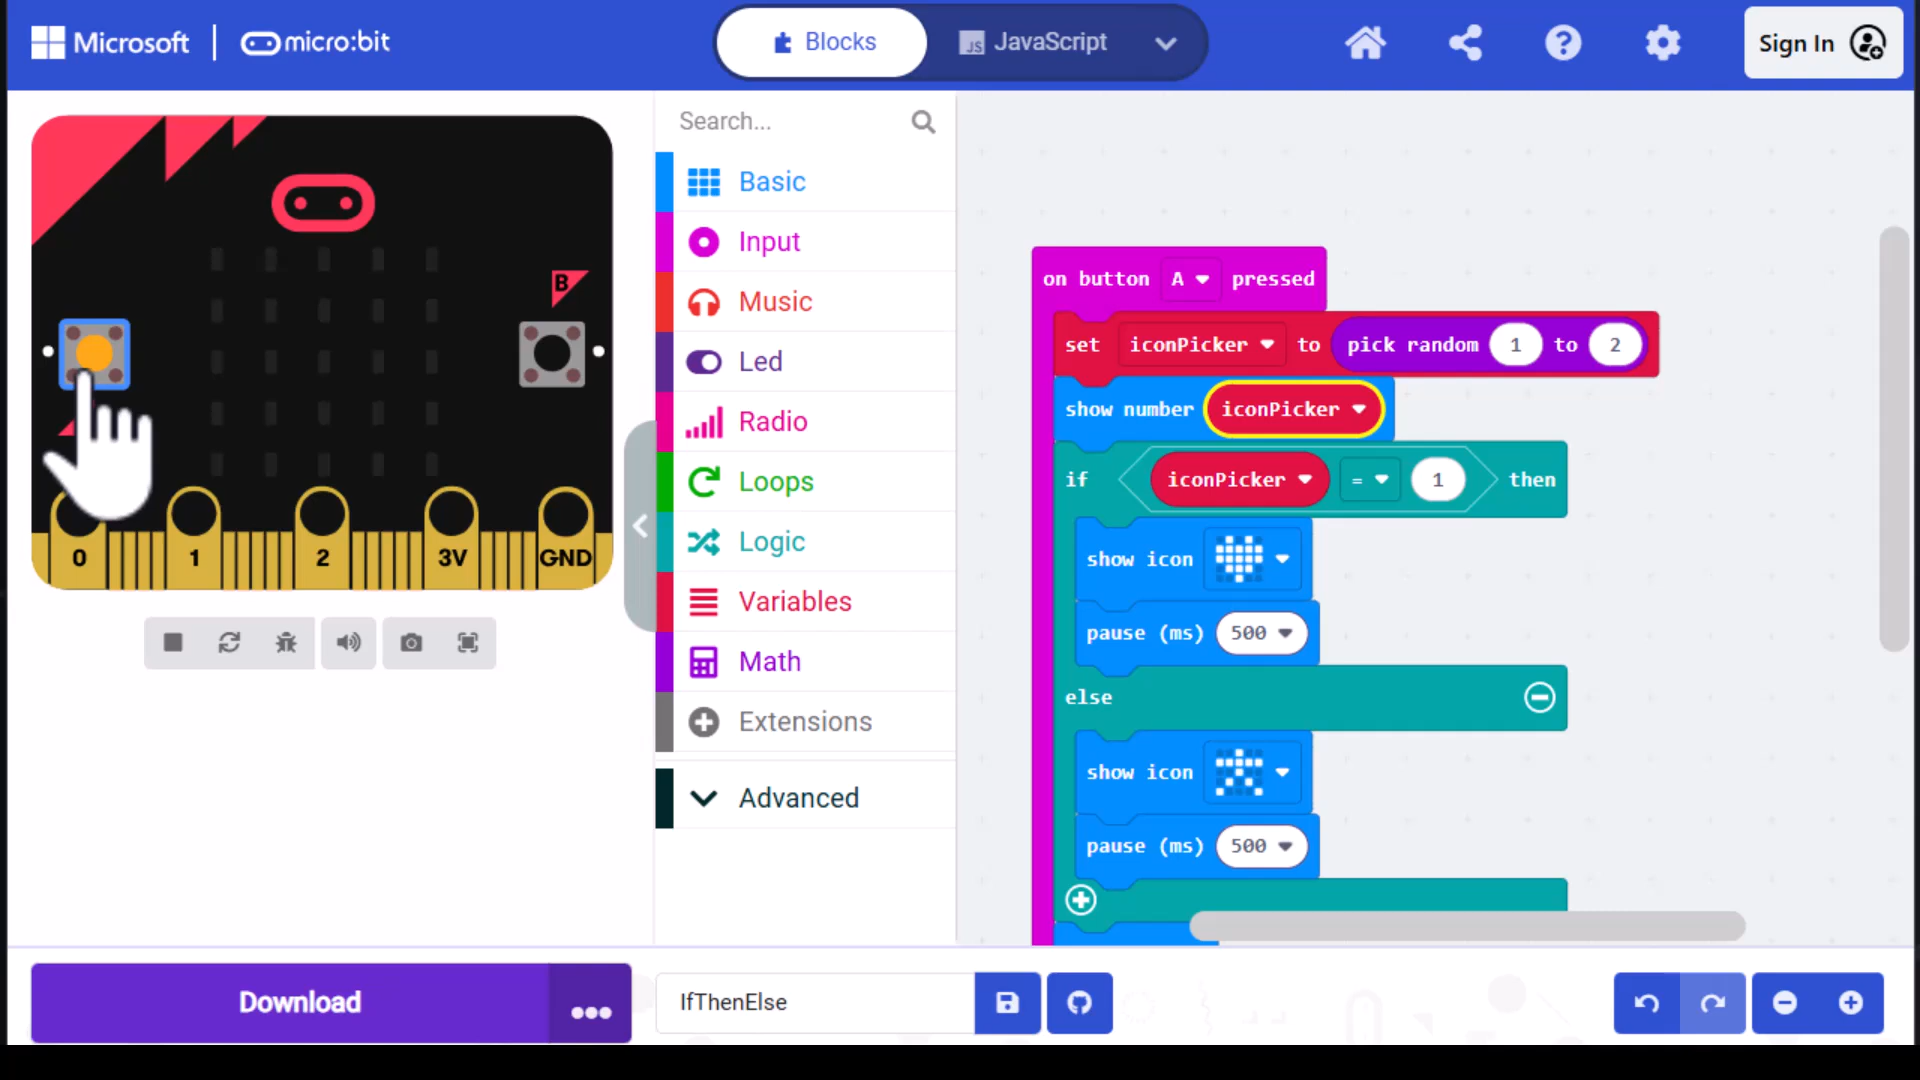 Microsoft | micro:bit
Blocks
JS JavaScript
Sign In
B
0 1 2 3V GND
Search...
Basic
Input
Music
Led
Radio
Loops
Logic
Variables
Math
Extensions
Advanced
on button A pressed
set iconPicker to pick random 1 to 2
show number iconPicker
if iconPicker = 1 then
show icon
pause (ms) 500
else
show icon
pause (ms) 500
Download
IfThenElse